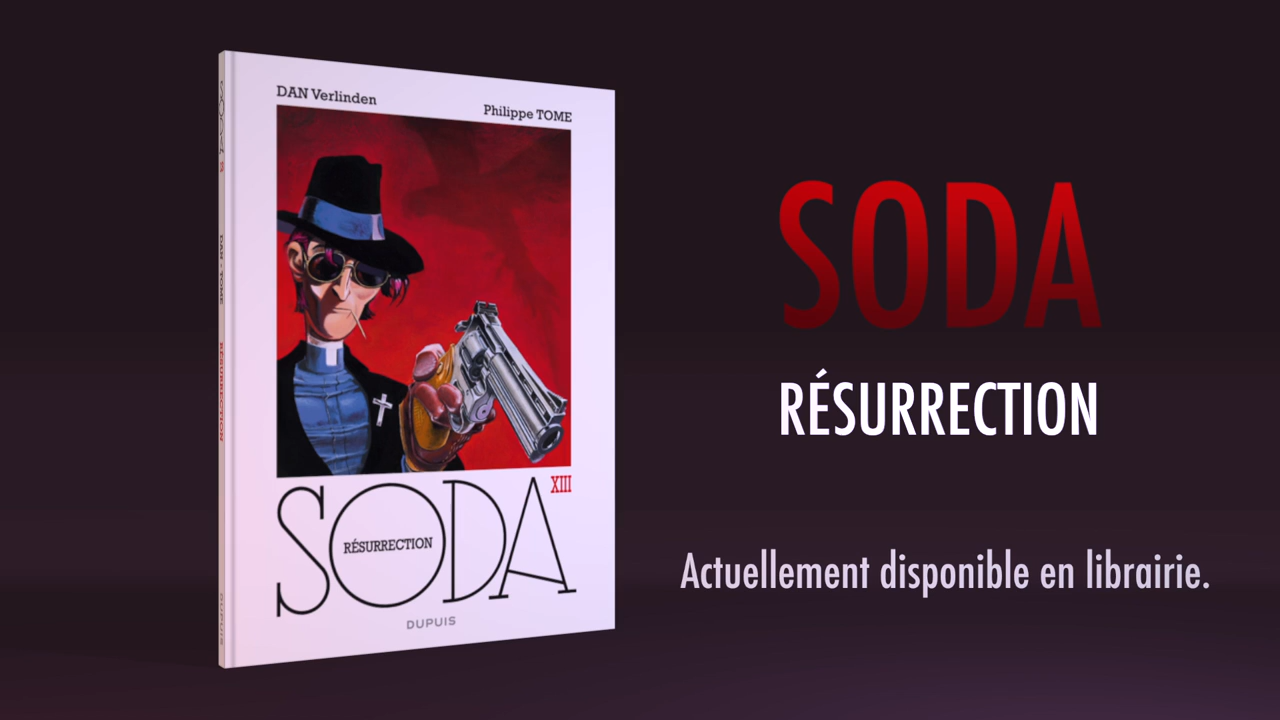 DAN Verlinden
Philippe TOME
SODA
XIII
RÉSURRECTION
DUPUIS
SODA
DAN - TOME
RÉSURRECTION
DUPUIS
SODA
RÉSURRECTION
Actuellement disponible en librairie.